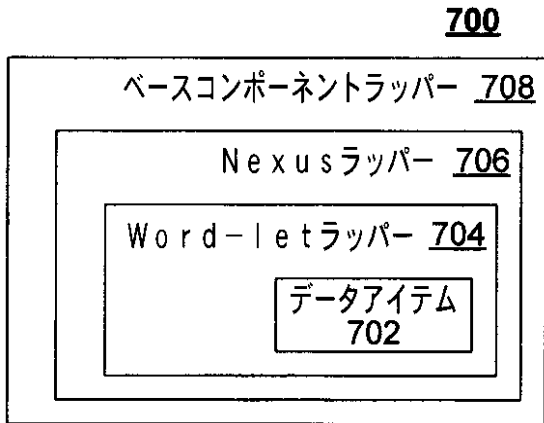 700
ベースコンポーネントラッパー 708
Nexusラッパー 706
Word-letラッパー 704
データアイテム
702